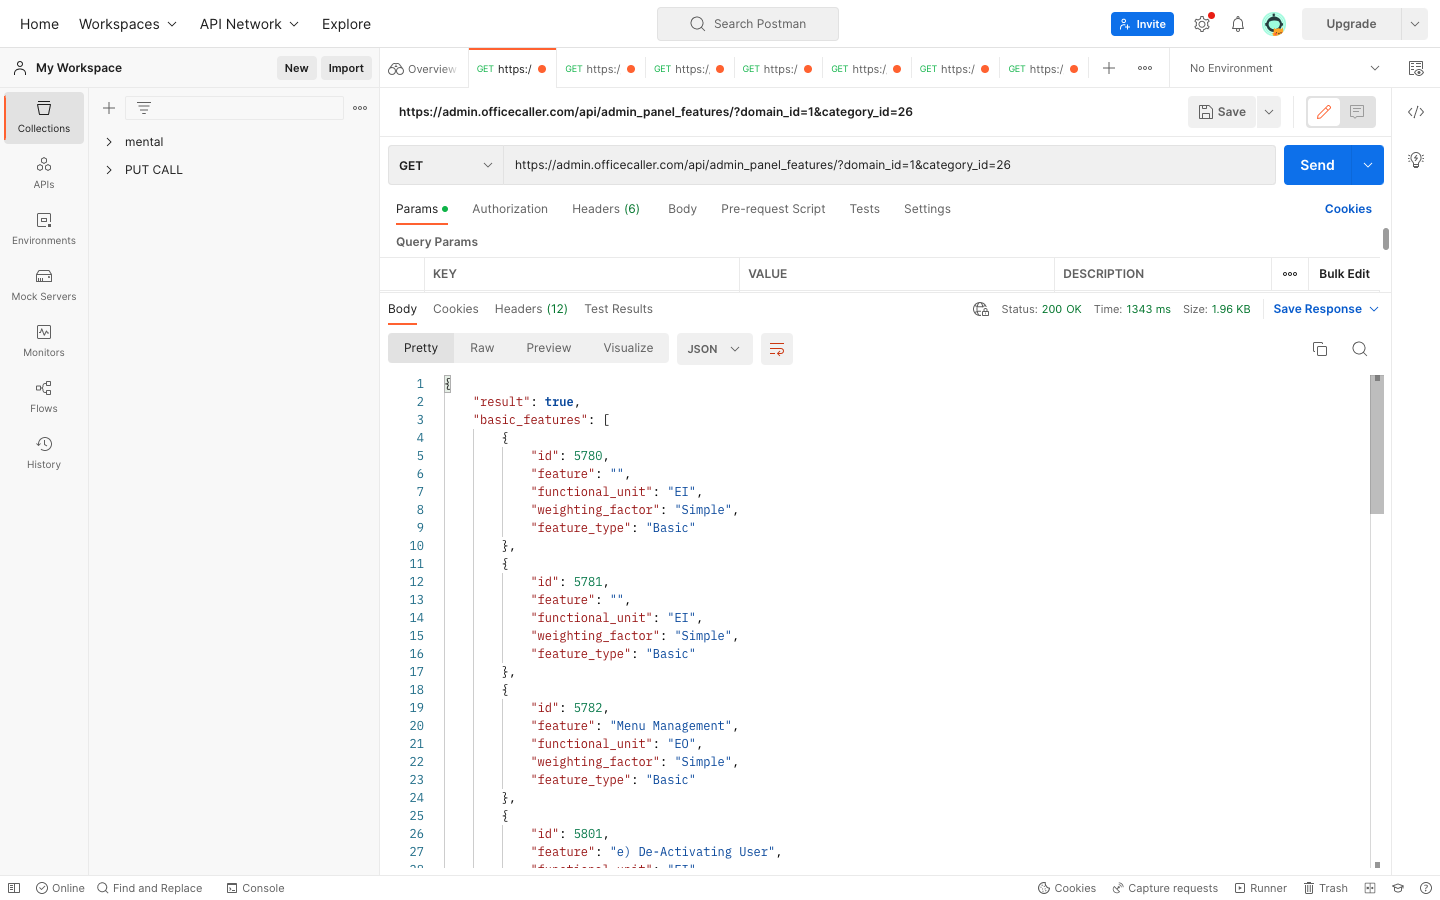 Home Workspaces API Network Explore Search Postman Invite Upgrade
My Workspace New Import Overview GET https:/ GET https:/ GET https:/ GET https:/ GET https:/ GET https:/ GET https:/ No Environment
https://admin.officecaller.com/api/admin_panel_features/?domain_id=1&category_id=26 Save
Collections
mental
PUT CALL
APIs
Environments
Mock Servers
Monitors
Flows
History
GET https://admin.officecaller.com/api/admin_panel_features/?domain_id=1&category_id=26 Send
Params Authorization Headers (6) Body Pre-request Script Tests Settings Cookies
Query Params
KEY VALUE DESCRIPTION Bulk Edit
Body Cookies Headers (12) Test Results Status: 200 OK Time: 1343 ms Size: 1.96 KB Save Response
Pretty Raw Preview Visualize JSON
1 {
2 "result": true,
3 "basic_features": [
4 {
5 "id": 5780,
6 "feature": "",
7 "functional_unit": "EI",
8 "weighting_factor": "Simple",
9 "feature_type": "Basic"
10 },
11 {
12 "id": 5781,
13 "feature": "",
14 "functional_unit": "EI",
15 "weighting_factor": "Simple",
16 "feature_type": "Basic"
17 },
18 {
19 "id": 5782,
20 "feature": "Menu Management",
21 "functional_unit": "EO",
22 "weighting_factor": "Simple",
23 "feature_type": "Basic"
24 },
25 {
26 "id": 5801,
27 "feature": "e) De-Activating User",
28 "functional_unit": "EI",
Online Find and Replace Console Cookies Capture requests Runner Trash